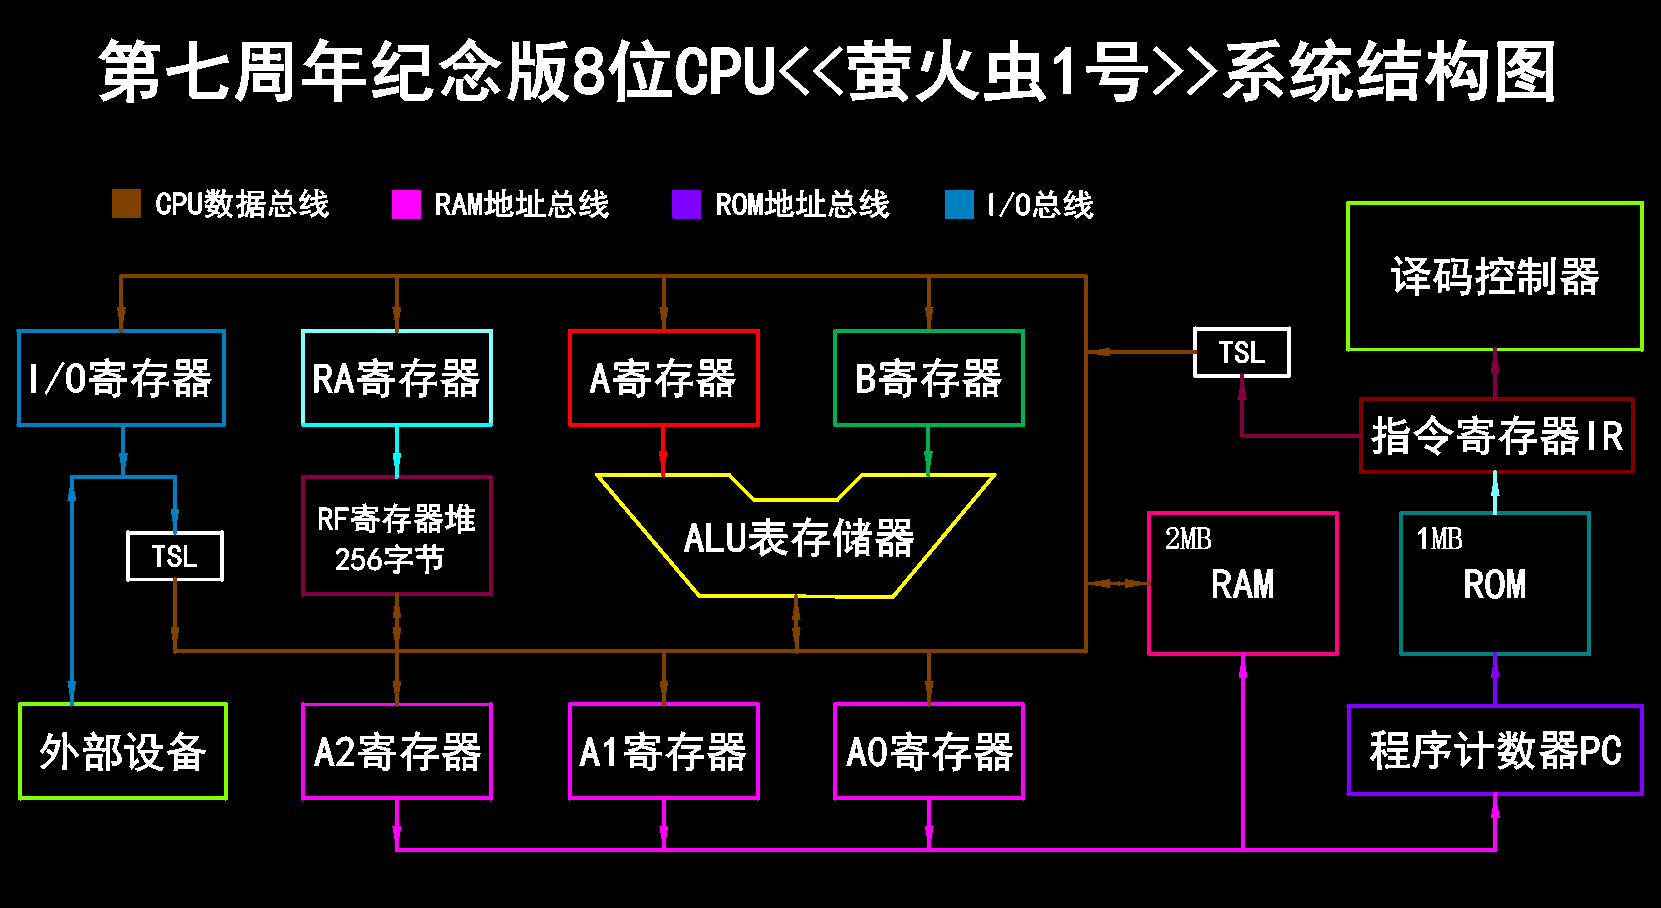 第七周年纪念版8位CPU<<萤火虫1号>>系统结构图
CPU数据总线
RAM地址总线
ROM地址总线
I/O总线
译码控制器
TSL
I/O寄存器
RA寄存器
A寄存器
B寄存器
指令寄存器IR
RF寄存器堆
256字节
ALU表存储器
TSL
2MB
RAM
1MB
ROM
外部设备
A2寄存器
A1寄存器
A0寄存器
程序计数器PC